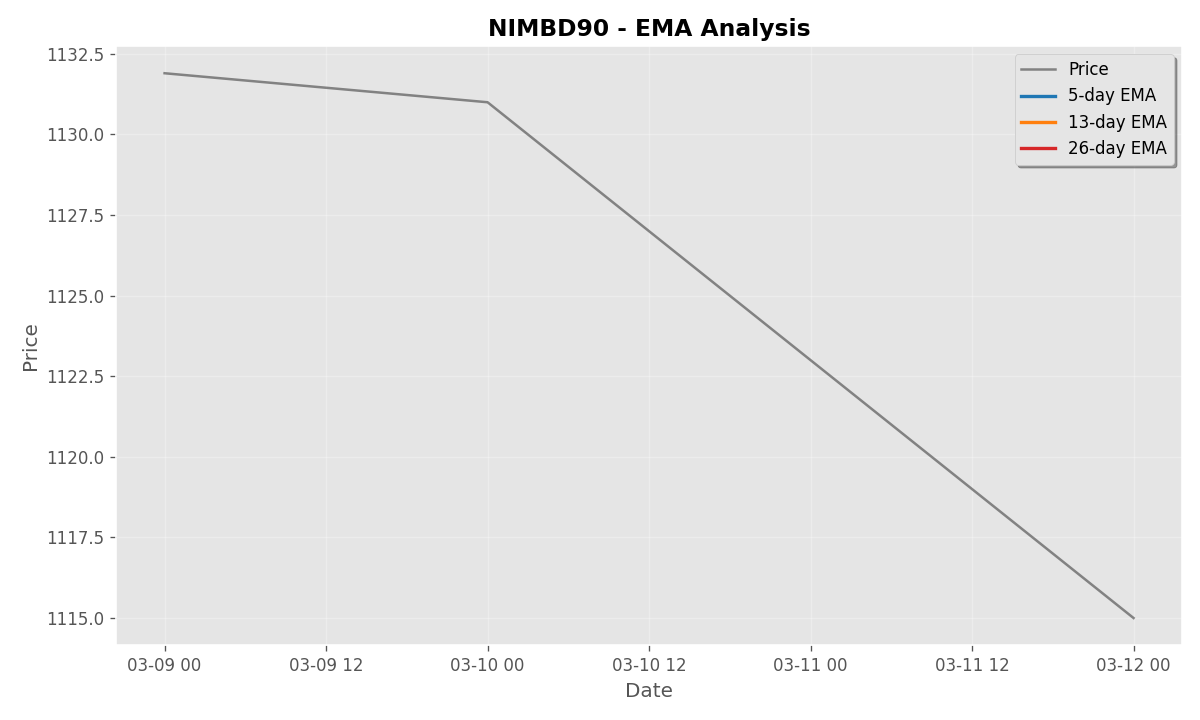 NIMBD90 - EMA Analysis
Price
5-day EMA
13-day EMA
26-day EMA
1132.5
1130.0
1127.5
1125.0
1122.5
1120.0
1117.5
1115.0
Price
03-09 00
03-09 12
03-10 00
03-10 12
03-11 00
03-11 12
03-12 00
Date